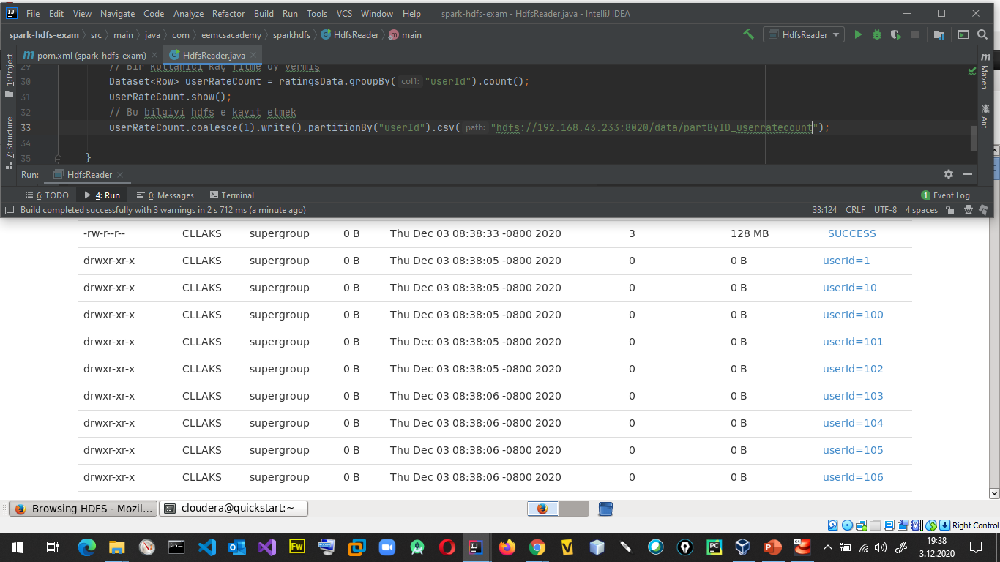 File Edit View Navigate Code Analyze Refactor Build Run Tools VCS Window Help spark-hdfs-exam - HdfsReader.java - IntelliJ IDEA
spark-hdfs-exam src main java com eemcsacademy sparkhdfs HdfsReader main HdfsReader
pom.xml (spark-hdfs-exam) HdfsReader.java
1: Project
7: Structure
Maven
Ant
29 // Bir kullanıcı kaç filme oy vermiş
30 Dataset<Row> userRateCount = ratingsData.groupBy( col1: "userId").count();
31 userRateCount.show();
32 // Bu bilgiyi hdfs e kayıt etmek
33 userRateCount.coalesce(1).write().partitionBy("userId").csv( path: "hdfs://192.168.43.233:8020/data/partByID_userratecount");
34
35 }
Run: HdfsReader
6: TODO 4: Run 0: Messages Terminal 1 Event Log
Build completed successfully with 3 warnings in 2 s 712 ms (a minute ago) 33:124 CRLF UTF-8 4 spaces
-rw-r--r-- CLLAKS supergroup 0 B Thu Dec 03 08:38:33 -0800 2020 3 128 MB _SUCCESS
drwxr-xr-x CLLAKS supergroup 0 B Thu Dec 03 08:38:05 -0800 2020 0 0 B userId=1
drwxr-xr-x CLLAKS supergroup 0 B Thu Dec 03 08:38:05 -0800 2020 0 0 B userId=10
drwxr-xr-x CLLAKS supergroup 0 B Thu Dec 03 08:38:05 -0800 2020 0 0 B userId=100
drwxr-xr-x CLLAKS supergroup 0 B Thu Dec 03 08:38:05 -0800 2020 0 0 B userId=101
drwxr-xr-x CLLAKS supergroup 0 B Thu Dec 03 08:38:05 -0800 2020 0 0 B userId=102
drwxr-xr-x CLLAKS supergroup 0 B Thu Dec 03 08:38:06 -0800 2020 0 0 B userId=103
drwxr-xr-x CLLAKS supergroup 0 B Thu Dec 03 08:38:06 -0800 2020 0 0 B userId=104
drwxr-xr-x CLLAKS supergroup 0 B Thu Dec 03 08:38:06 -0800 2020 0 0 B userId=105
drwxr-xr-x CLLAKS supergroup 0 B Thu Dec 03 08:38:06 -0800 2020 0 0 B userId=106
Browsing HDFS - Mozil... cloudera@quickstart:~
Right Control
19:38
3.12.2020